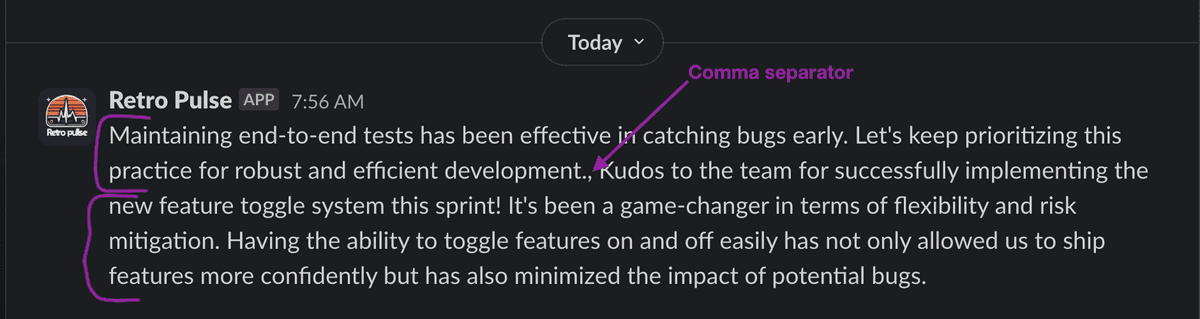 Today
Comma separator
Retro Pulse APP 7:56 AM
Retro pulse
Maintaining end-to-end tests has been effective in catching bugs early. Let's keep prioritizing this
practice for robust and efficient development., Kudos to the team for successfully implementing the
new feature toggle system this sprint! It's been a game-changer in terms of flexibility and risk
mitigation. Having the ability to toggle features on and off easily has not only allowed us to ship
features more confidently but has also minimized the impact of potential bugs.